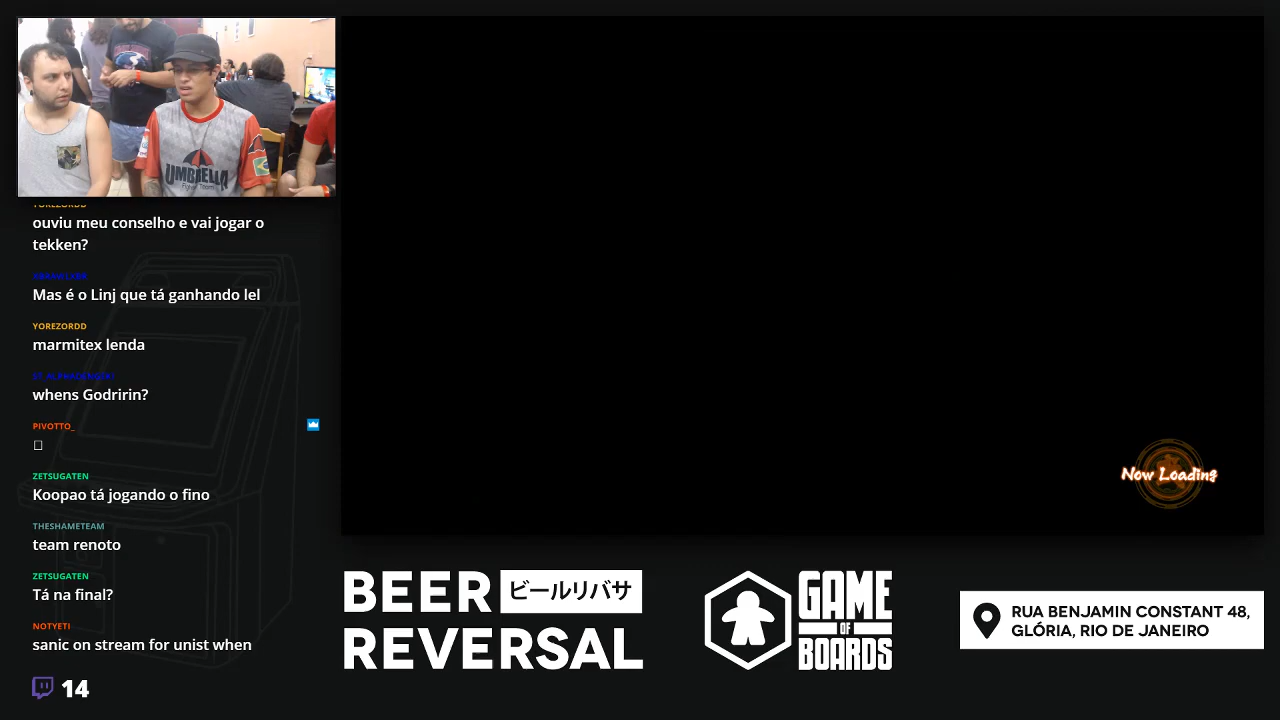 UMBRELLA
YOREZORDD
ouviu meu conselho e vai jogar o
tekken?
Mas é o Linj que tá ganhando lel
YOREZORDD
marmitex lenda
whens Godririn?
PIVOTTO_
ZETSUGATEN
Koopao tá jogando o fino
THESHAMETEAM
team renoto
ZETSUGATEN
Tá na final?
NOTYETI
sanic on stream for unist when
14
Now Loading
BEER
ビールリバサ
REVERSAL
GAME
OF
BOARDS
RUA BENJAMIN CONSTANT 48,
GLÓRIA, RIO DE JANEIRO